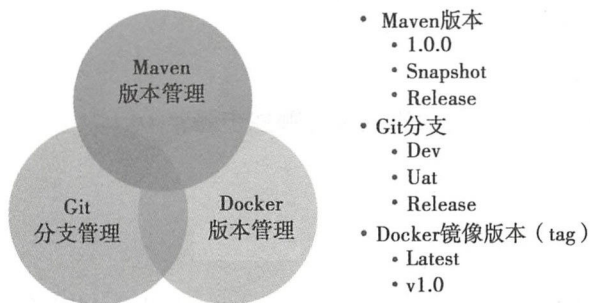 Maven
版本管理
Git
分支管理
Docker
版本管理
• Maven版本
• 1.0.0
• Snapshot
• Release
• Git分支
• Dev
• Uat
• Release
• Docker镜像版本（tag）
• Latest
• v1.0